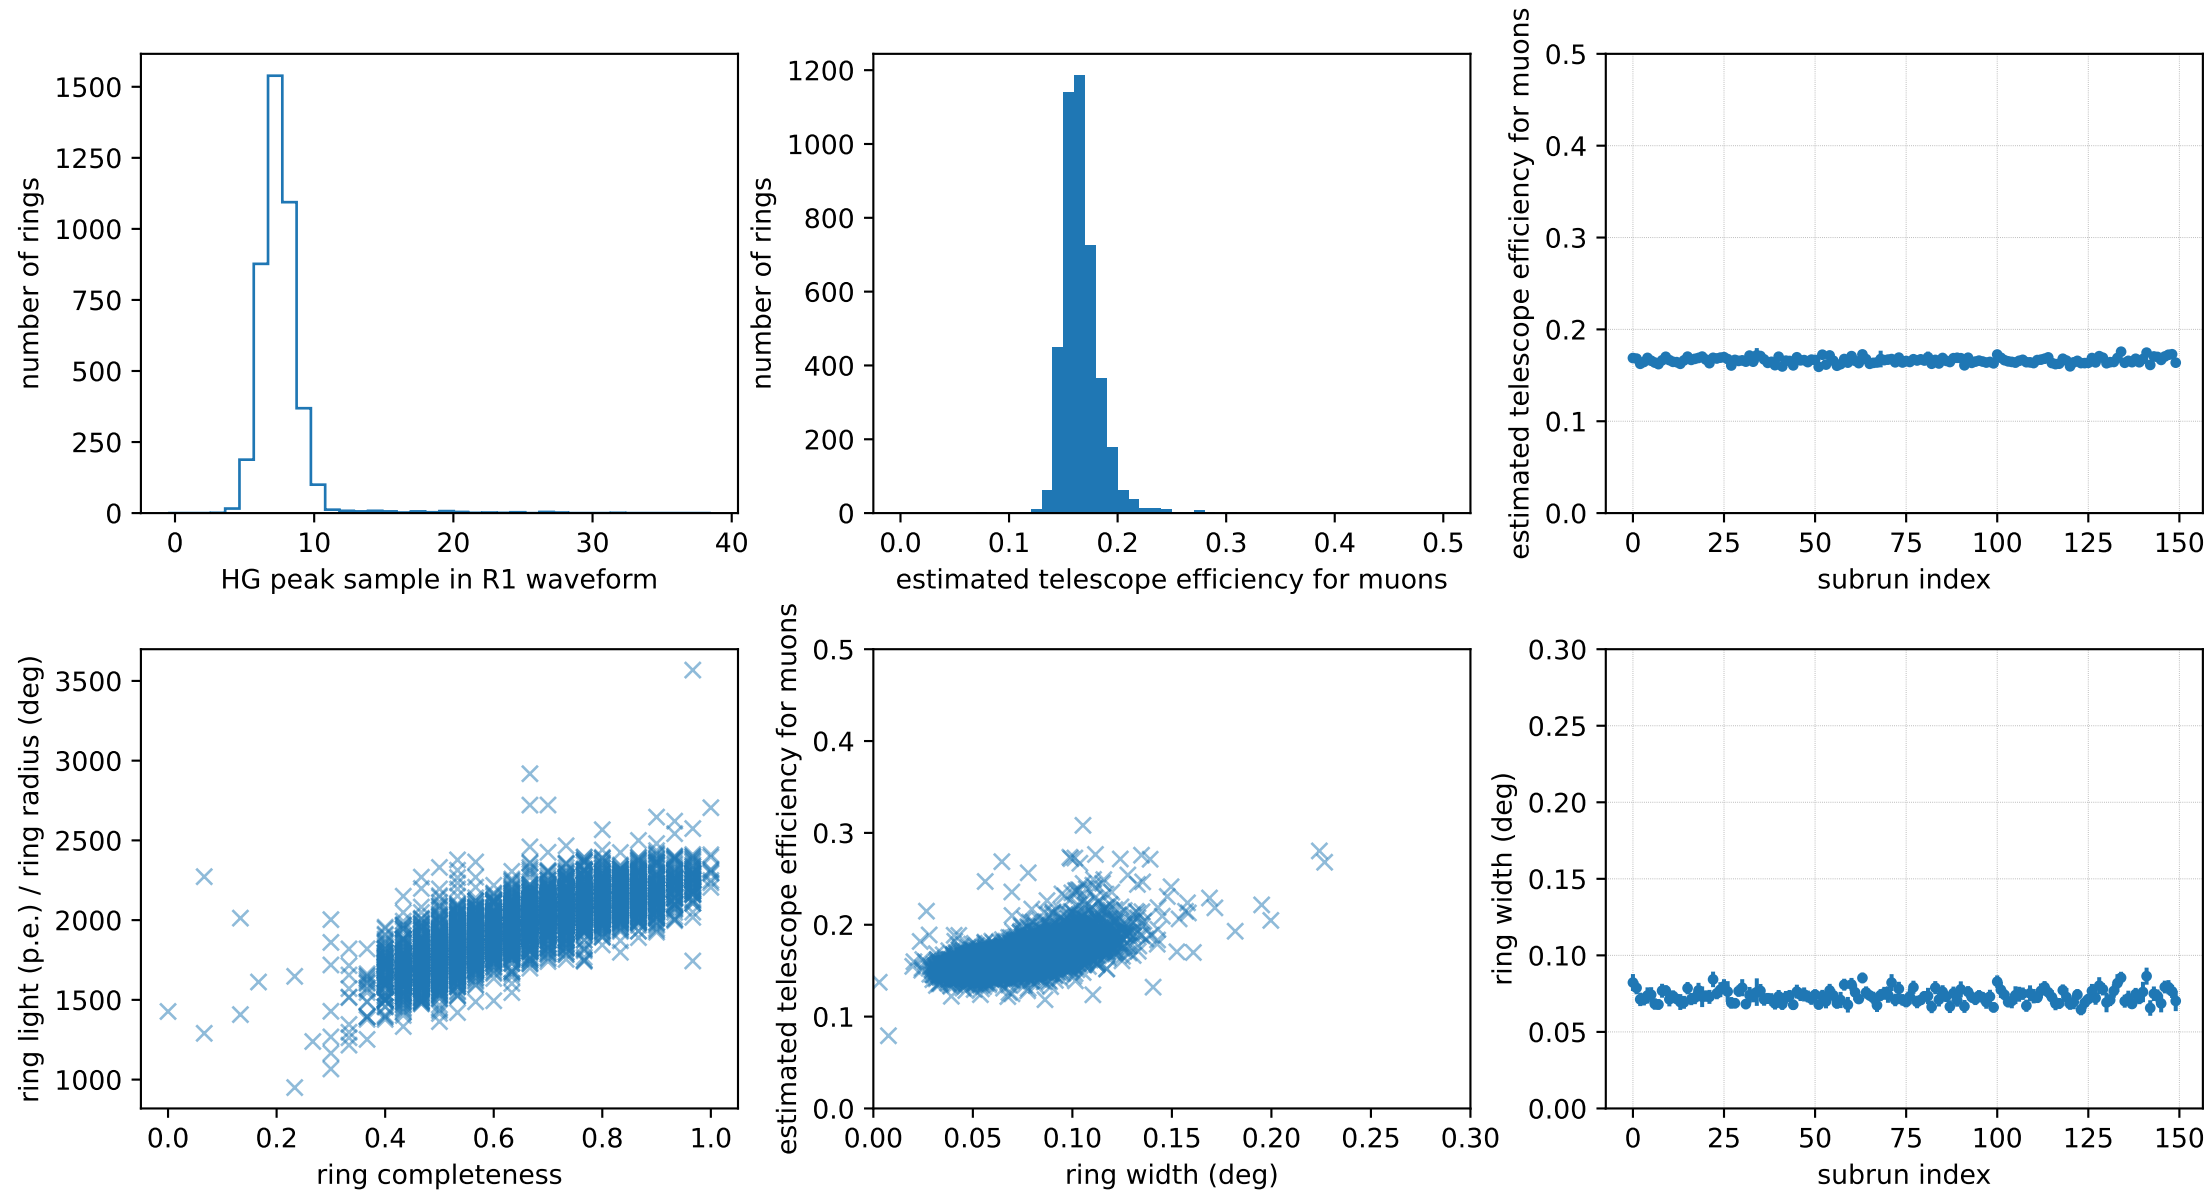 number of rings
1500
1250
1000
750
500
250
0
0 10 20 30 40
HG peak sample in R1 waveform
number of rings
1200
1000
800
600
400
200
0
0.0 0.1 0.2 0.3 0.4 0.5
estimated telescope efficiency for muons
estimated telescope efficiency for muons
0.5
0.4
0.3
0.2
0.1
0.0
0 25 50 75 100 125 150
subrun index
ring light (p.e.) / ring radius (deg)
3500
3000
2500
2000
1500
1000
0.0 0.2 0.4 0.6 0.8 1.0
ring completeness
estimated telescope efficiency for muons
0.5
0.4
0.3
0.2
0.1
0.0
0.00 0.05 0.10 0.15 0.20 0.25 0.30
ring width (deg)
ring width (deg)
0.30
0.25
0.20
0.15
0.10
0.05
0.00
0 25 50 75 100 125 150
subrun index